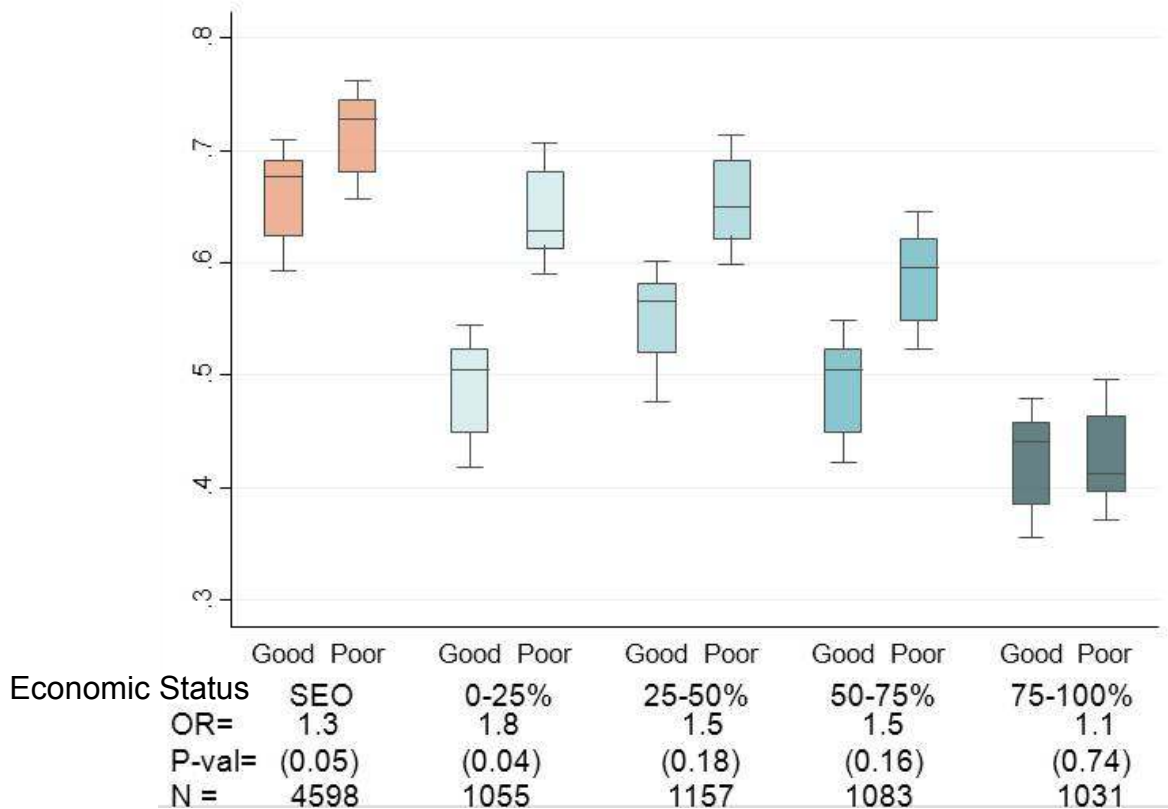 .8
.7
.6
.5
.4
.3
Good Poor Good Poor Good Poor Good Poor Good Poor
Economic Status SEO 0-25% 25-50% 50-75% 75-100%
OR= 1.3 1.8 1.5 1.5 1.1
P-val= (0.05) (0.04) (0.18) (0.16) (0.74)
N = 4598 1055 1157 1083 1031